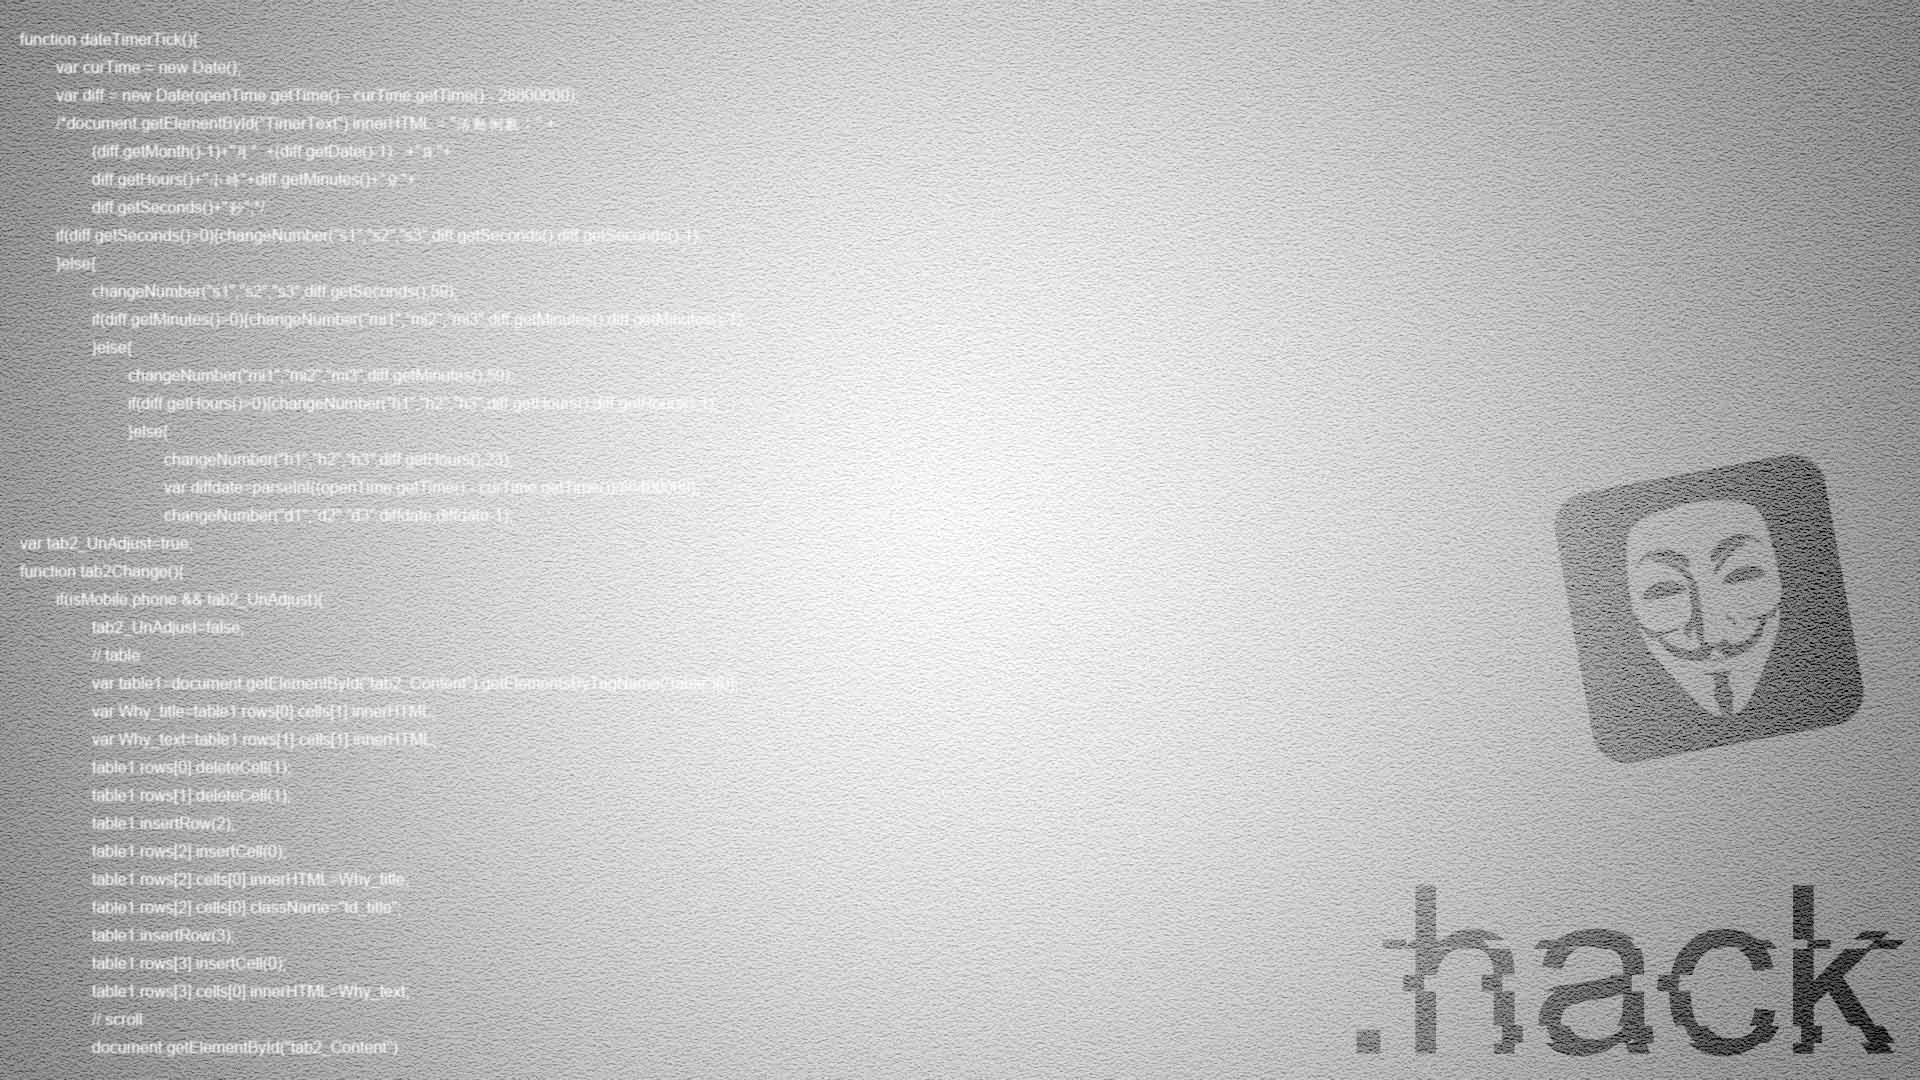 function dateTimerTick(){
var curTime = new Date();
var diff = new Date(openTime.getTime() - curTime.getTime() - 28800000);
/*document.getElementById("TimerText").innerHTML = "
(diff.getMonth()-1)+"月" +(diff.getDate()-1) +"日"+
diff.getHours()+"小時"+diff.getMinutes()+"分"+
diff.getSeconds()+"秒";*/
if(diff.getSeconds()>0){changeNumber("s1","s2","s3",diff.getSeconds(),diff.getSeconds()-1)
}else{
changeNumber("s1","s2","s3",diff.getSeconds(),59);
if(diff.getMinutes()>0){changeNumber("mi1","mi2","mi3",diff.getMinutes(),diff.getMinutes()-1);
}else{
changeNumber("mi1","mi2","mi3",diff.getMinutes(),59);
if(diff.getHours()>0){changeNumber("h1","h2","h3",diff.getHours(),diff.getHours()-1)
}else{
changeNumber("h1","h2","h3",diff.getHours(),23);
var diffdate=parseInt((openTime.getTime() - curTime.getTime())/86400000);
changeNumber("d1","d2","d3",diffdate,diffdate-1);
var tab2_UnAdjust=true;
function tab2Change(){
if(isMobile.phone && tab2_UnAdjust){
tab2_UnAdjust=false;
// table
var table1=document.getElementById("tab2_Content").getElementsByTagName("table")[0];
var Why_title=table1.rows[0].cells[1].innerHTML;
var Why_text=table1.rows[1].cells[1].innerHTML;
table1.rows[0].deleteCell(1);
table1.rows[1].deleteCell(1);
table1.insertRow(2);
table1.rows[2].insertCell(0);
table1.rows[2].cells[0].innerHTML=Why_title;
table1.rows[2].cells[0].className="td_title";
table1.insertRow(3);
table1.rows[3].insertCell(0);
table1.rows[3].cells[0].innerHTML=Why_text;
// scroll
document.getElementById("tab2_Content")
.hack